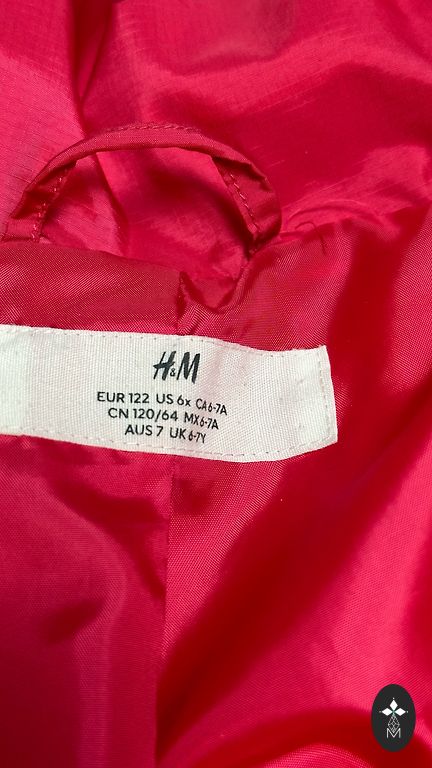 H&M
EUR 122 US 6x CA 6-7A
CN 120/64 MX 6-7A
AUS 7 UK 6-7Y
M